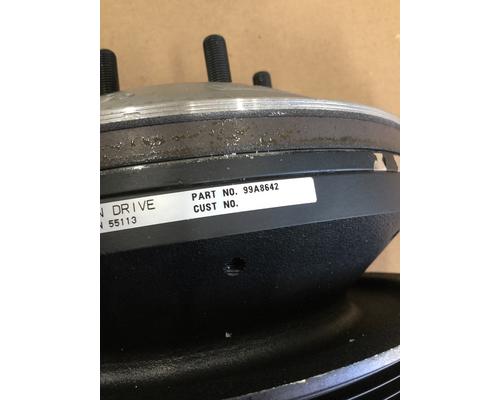 DRIVE
55113
PART NO. 99A8642
CUST NO.